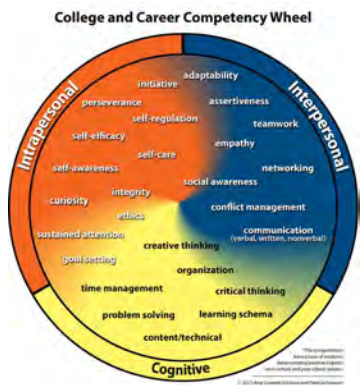 College and Career Competency Wheel
Intrapersonal
Interpersonal
Cognitive
adaptability
initiative
assertiveness
perseverance
self-regulation
teamwork
self-efficacy
empathy
self-care
self-awareness
networking
social awareness
integrity
curiosity
conflict management
ethics
communication
(verbal, written, nonverbal)
sustained attention
creative thinking
goal setting
organization
time management
critical thinking
problem solving
learning schema
content/technical